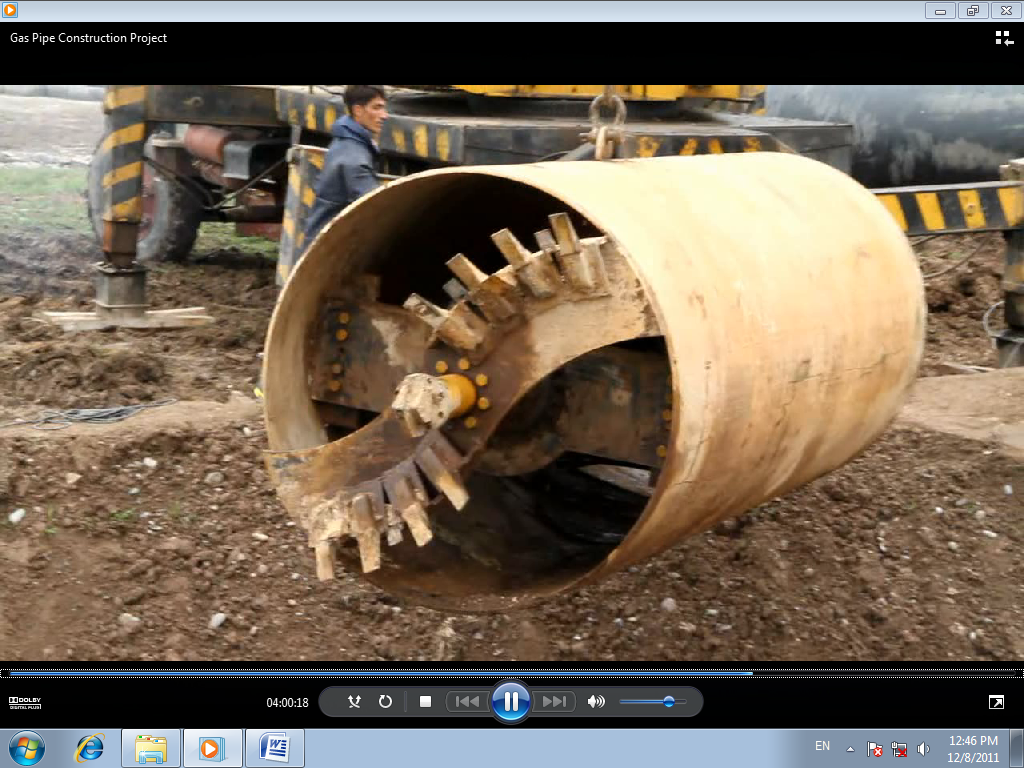 Gas Pipe Construction Project
DOLBY
DIGITAL PLUS
04:00:18
EN
12:46 PM
12/8/2011